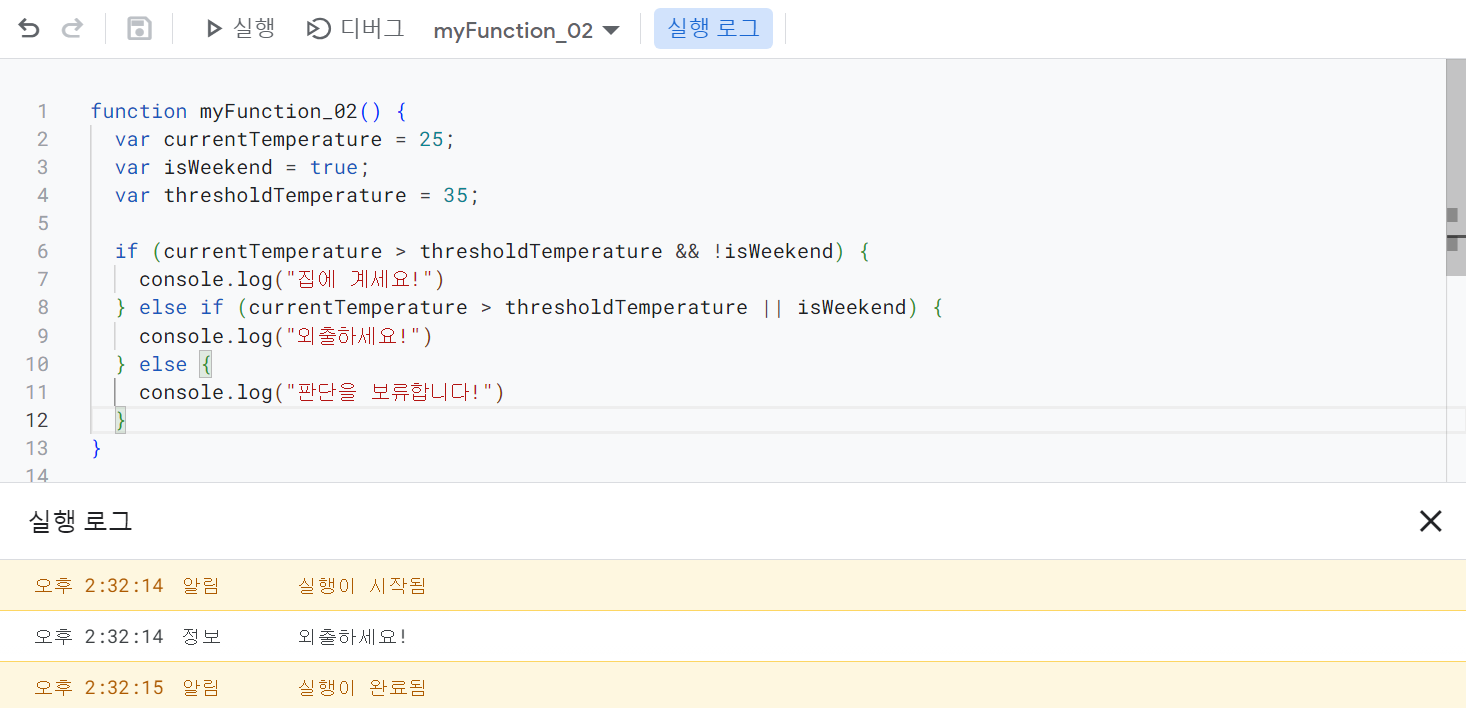 실행 디버그 myFunction_02 실행 로그
1 function myFunction_02() {
2 var currentTemperature = 25;
3 var isWeekend = true;
4 var thresholdTemperature = 35;
5
6 if (currentTemperature > thresholdTemperature && !isWeekend) {
7 console.log("집에 계세요!")
8 } else if (currentTemperature > thresholdTemperature || isWeekend) {
9 console.log("외출하세요!")
10 } else {
11 console.log("판단을 보류합니다!")
12 }
13 }
14
실행 로그
오후 2:32:14 알림 실행이 시작됨
오후 2:32:14 정보 외출하세요!
오후 2:32:15 알림 실행이 완료됨